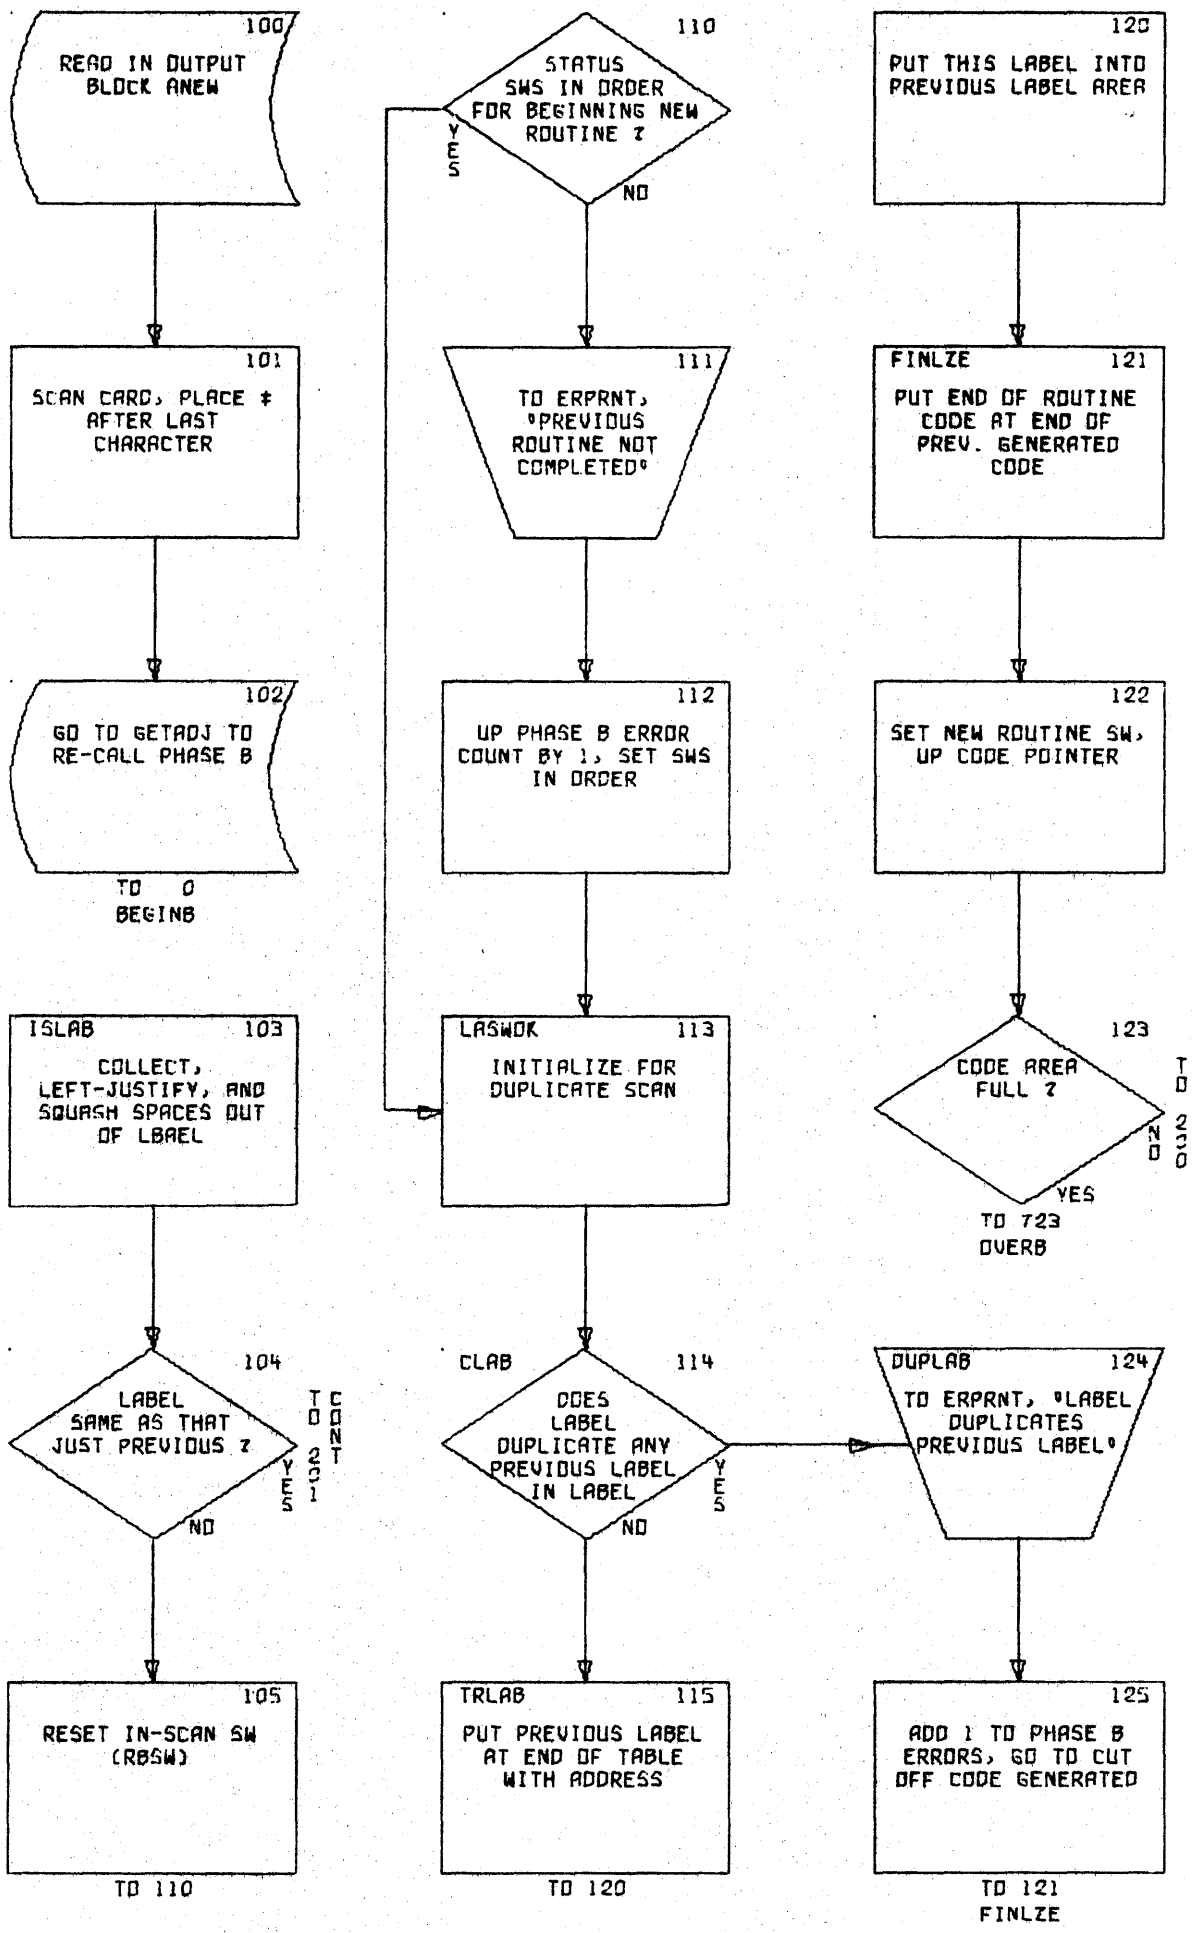 100
READ IN OUTPUT
BLOCK ANEW
101
SCAN CARD, PLACE ‡
AFTER LAST
CHARACTER
102
GO TO GETADJ TO
RE-CALL PHASE B
TO 0
BEGINB
ISLAB 103
COLLECT,
LEFT-JUSTIFY, AND
SQUASH SPACES OUT
OF LBAEL
104
LABEL
SAME AS THAT
JUST PREVIOUS ?
YES
TO 201
CONT
NO
105
RESET IN-SCAN SW
(RBSW)
TO 110
110
STATUS
SWS IN ORDER
FOR BEGINNING NEW
ROUTINE ?
YES
NO
111
TO ERPRNT,
'PREVIOUS
ROUTINE NOT
COMPLETED'
112
UP PHASE B ERROR
COUNT BY 1, SET SWS
IN ORDER
LASWOK 113
INITIALIZE FOR
DUPLICATE SCAN
CLAB 114
DOES
LABEL
DUPLICATE ANY
PREVIOUS LABEL
IN LABEL
YES
NO
TRLAB 115
PUT PREVIOUS LABEL
AT END OF TABLE
WITH ADDRESS
TO 120
120
PUT THIS LABEL INTO
PREVIOUS LABEL AREA
FINLZE 121
PUT END OF ROUTINE
CODE AT END OF
PREV. GENERATED
CODE
122
SET NEW ROUTINE SW,
UP CODE POINTER
123
CODE AREA
FULL ?
NO
TO 200
YES
TO 723
OVERB
DUPLAB 124
TO ERPRNT, 'LABEL
DUPLICATES
PREVIOUS LABEL'
125
ADD 1 TO PHASE B
ERRORS, GO TO CUT
OFF CODE GENERATED
TO 121
FINLZE